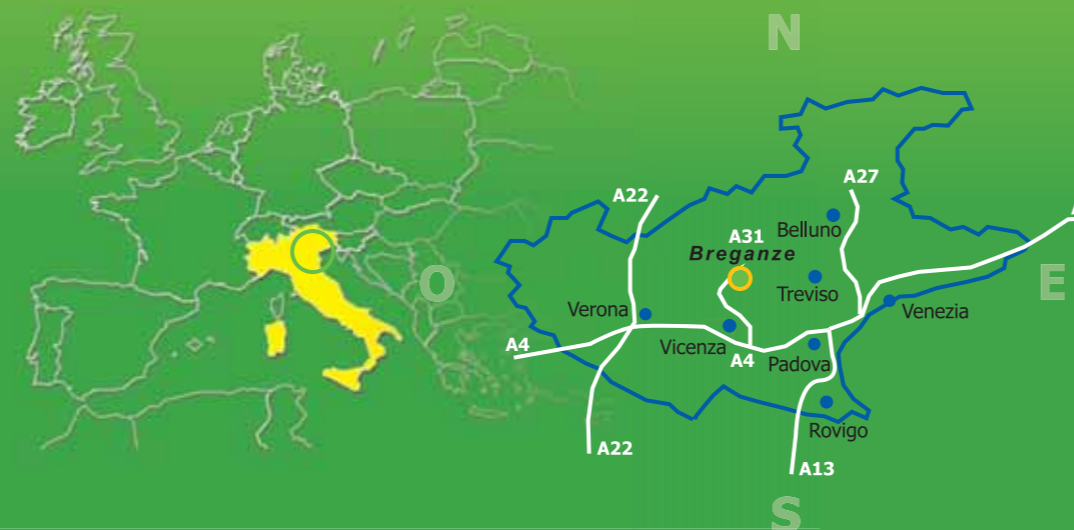 N
A27
A22
A31
Belluno
Breganze
O
E
Treviso
Verona
Venezia
A4
Vicenza
A4
Padova
Rovigo
A22
A13
S